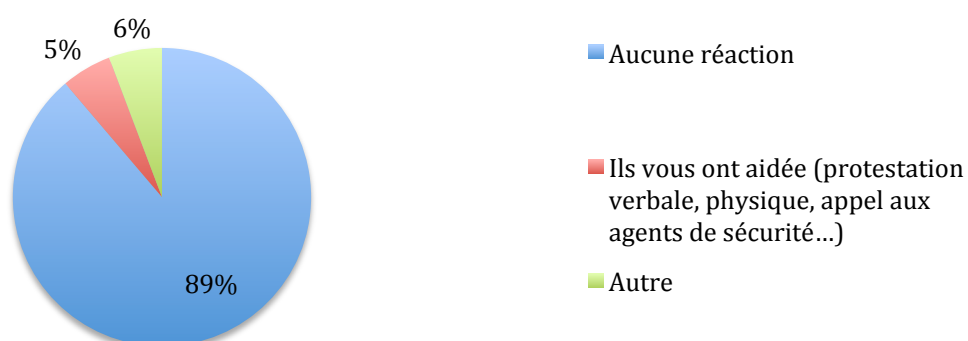 6%
5%
89%
Aucune réaction
Ils vous ont aidée (protestation
verbale, physique, appel aux
agents de sécurité…)
Autre